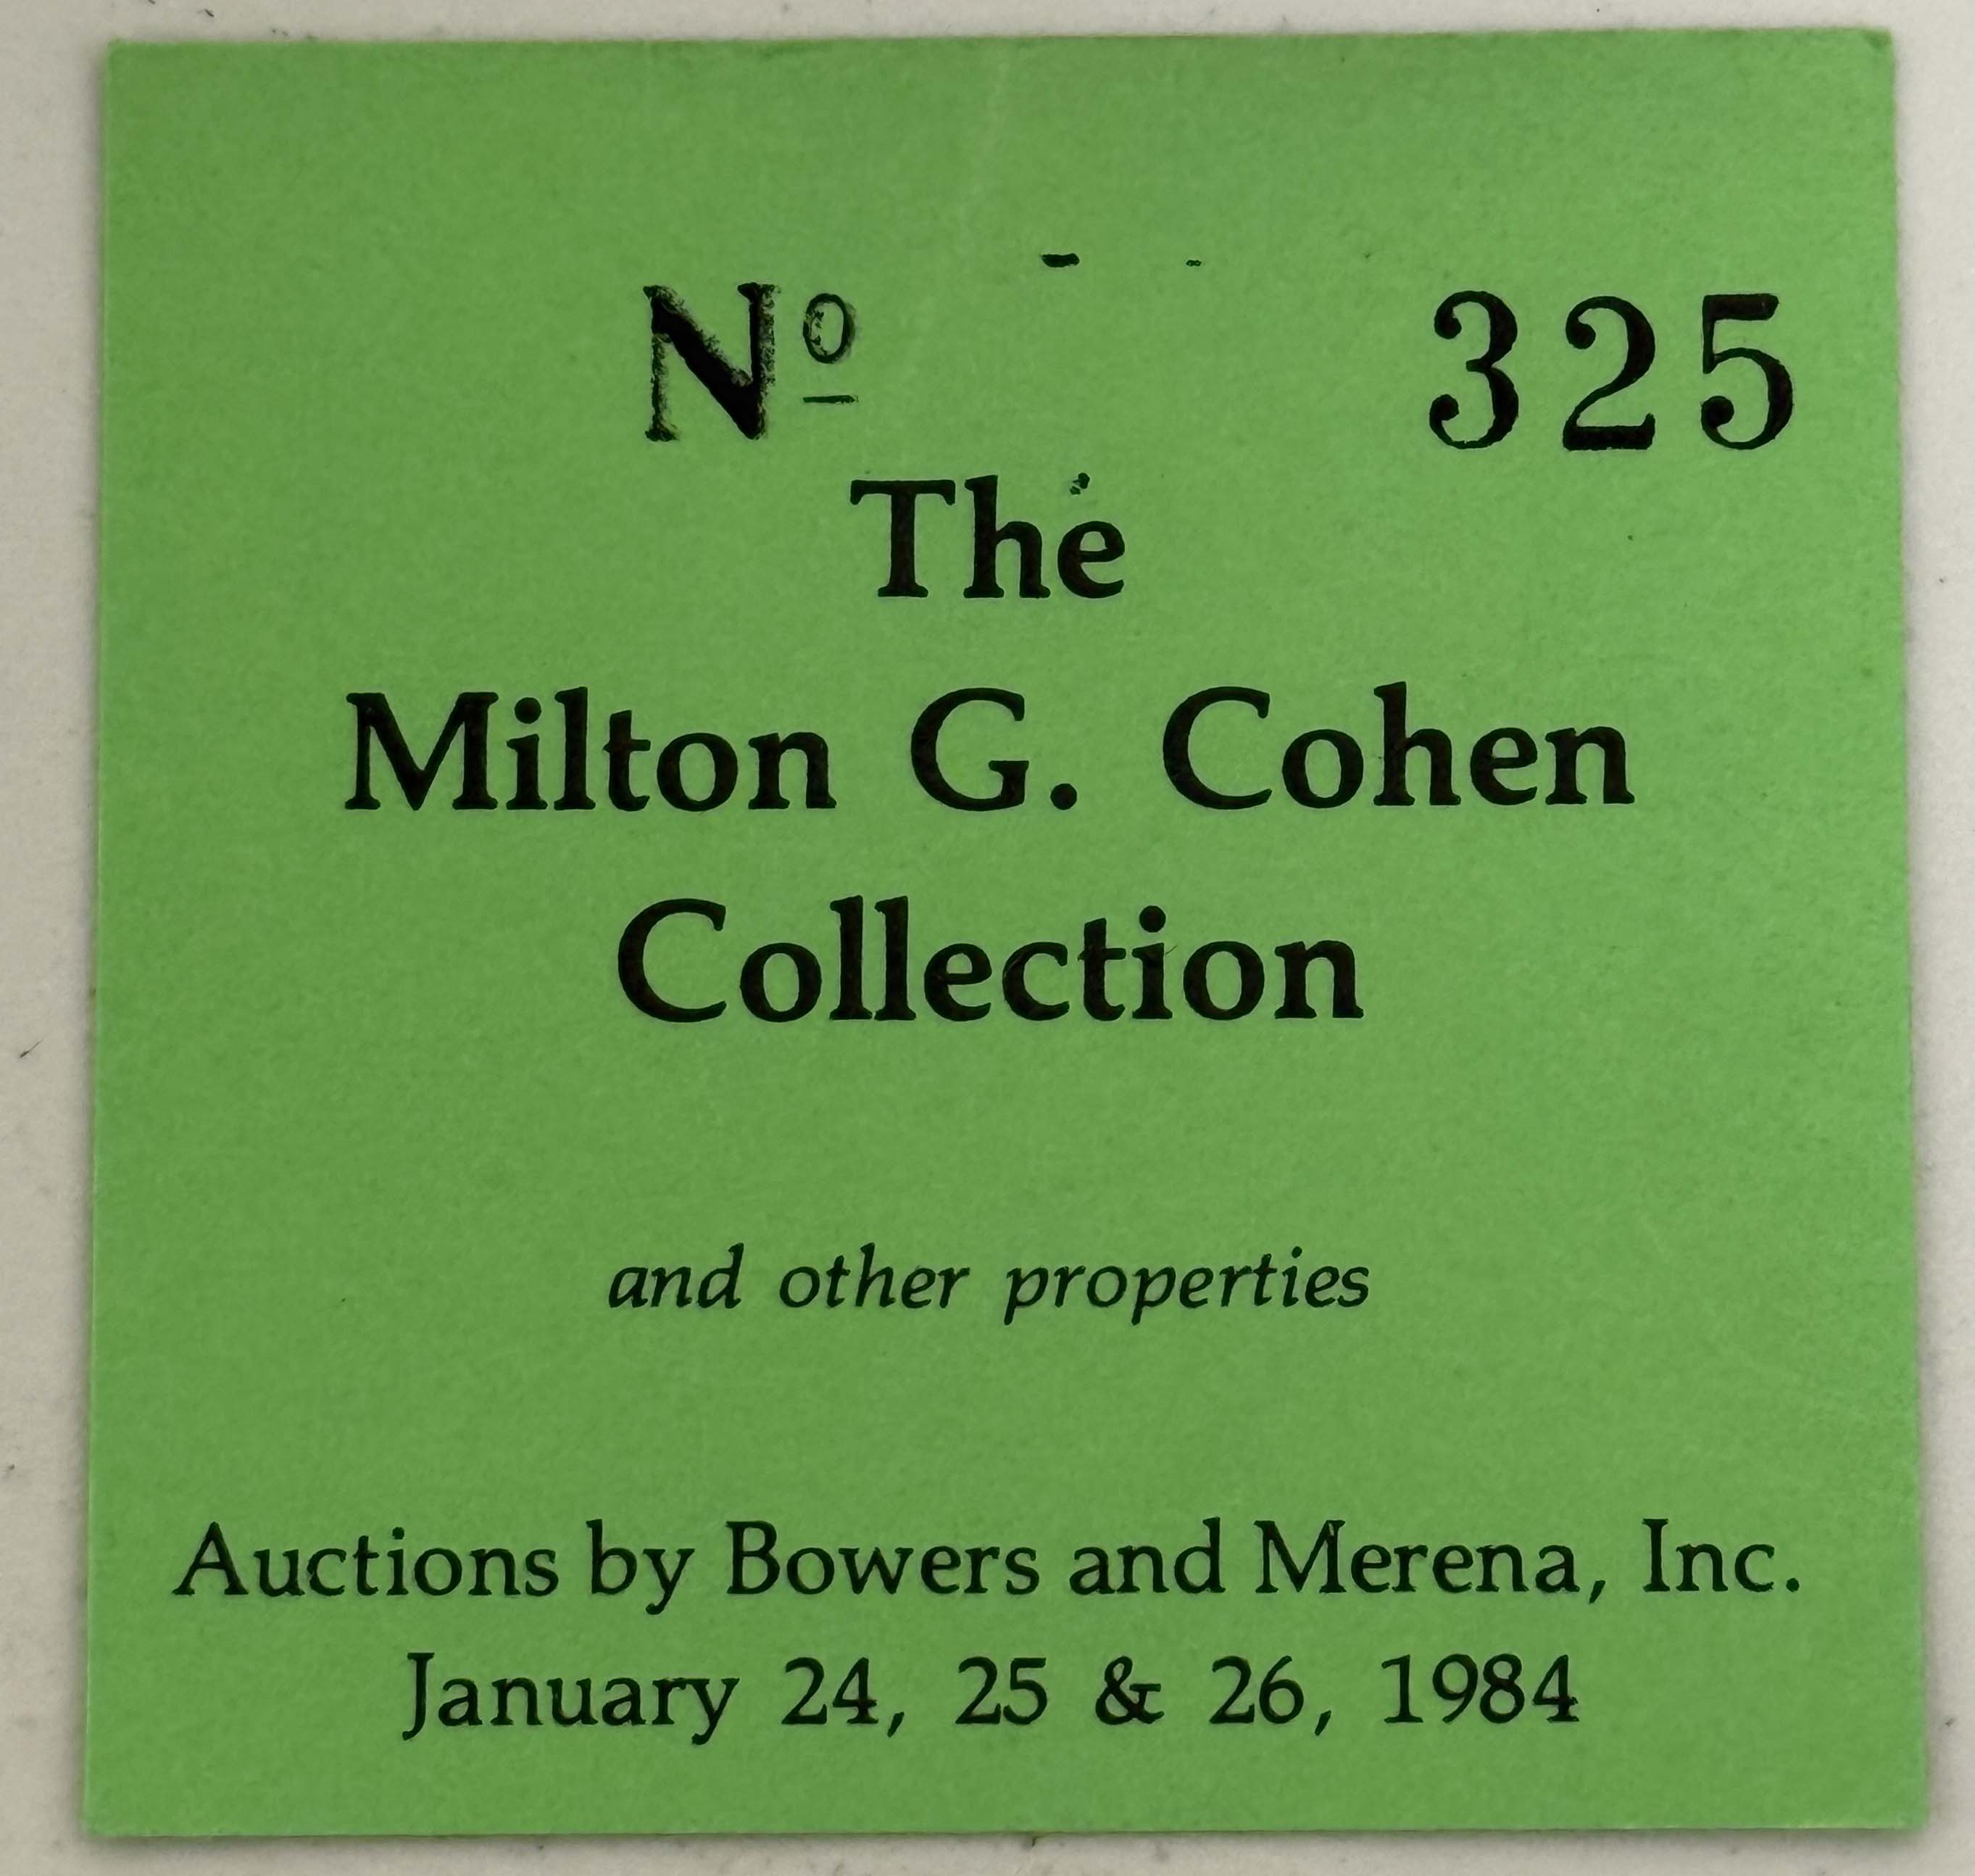 Nº 325
The
Milton G. Cohen
Collection
and other properties
Auctions by Bowers and Merena, Inc.
January 24, 25 & 26, 1984